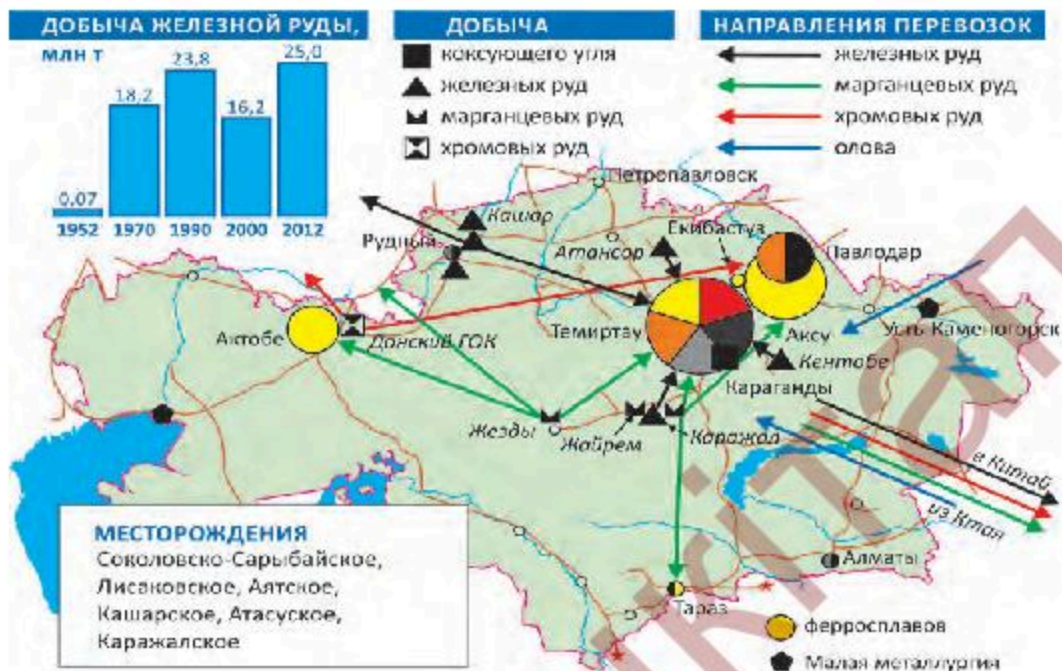 ДОБЫЧА ЖЕЛЕЗНОЙ РУДЫ,
МЛН Т
0,07
18,2
23,8
16,2
25,0
1952 1970 1990 2000 2012
ДОБЫЧА
коксующего угля
железных руд
марганцевых руд
хромовых руд
НАПРАВЛЕНИЯ ПЕРЕВОЗОК
железных руд
марганцевых руд
хромовых руд
олова
Петропавловск
Кашар
Рудный
Атансор
Екибастуз
Павлодар
Темиртау
Аксу
Усть-Каменогорск
Актобе
Донский ГОК
Кентобе
Караганды
Жезды
Жайрем
Каражал
в Китай
из Ктая
Алматы
Тараз
МЕСТОРОЖДЕНИЯ
Соколовско-Сарыбайское,
Лисаковское, Аятское,
Кашарское, Атасуское,
Каражалское
ферросплавов
Малая металлургия